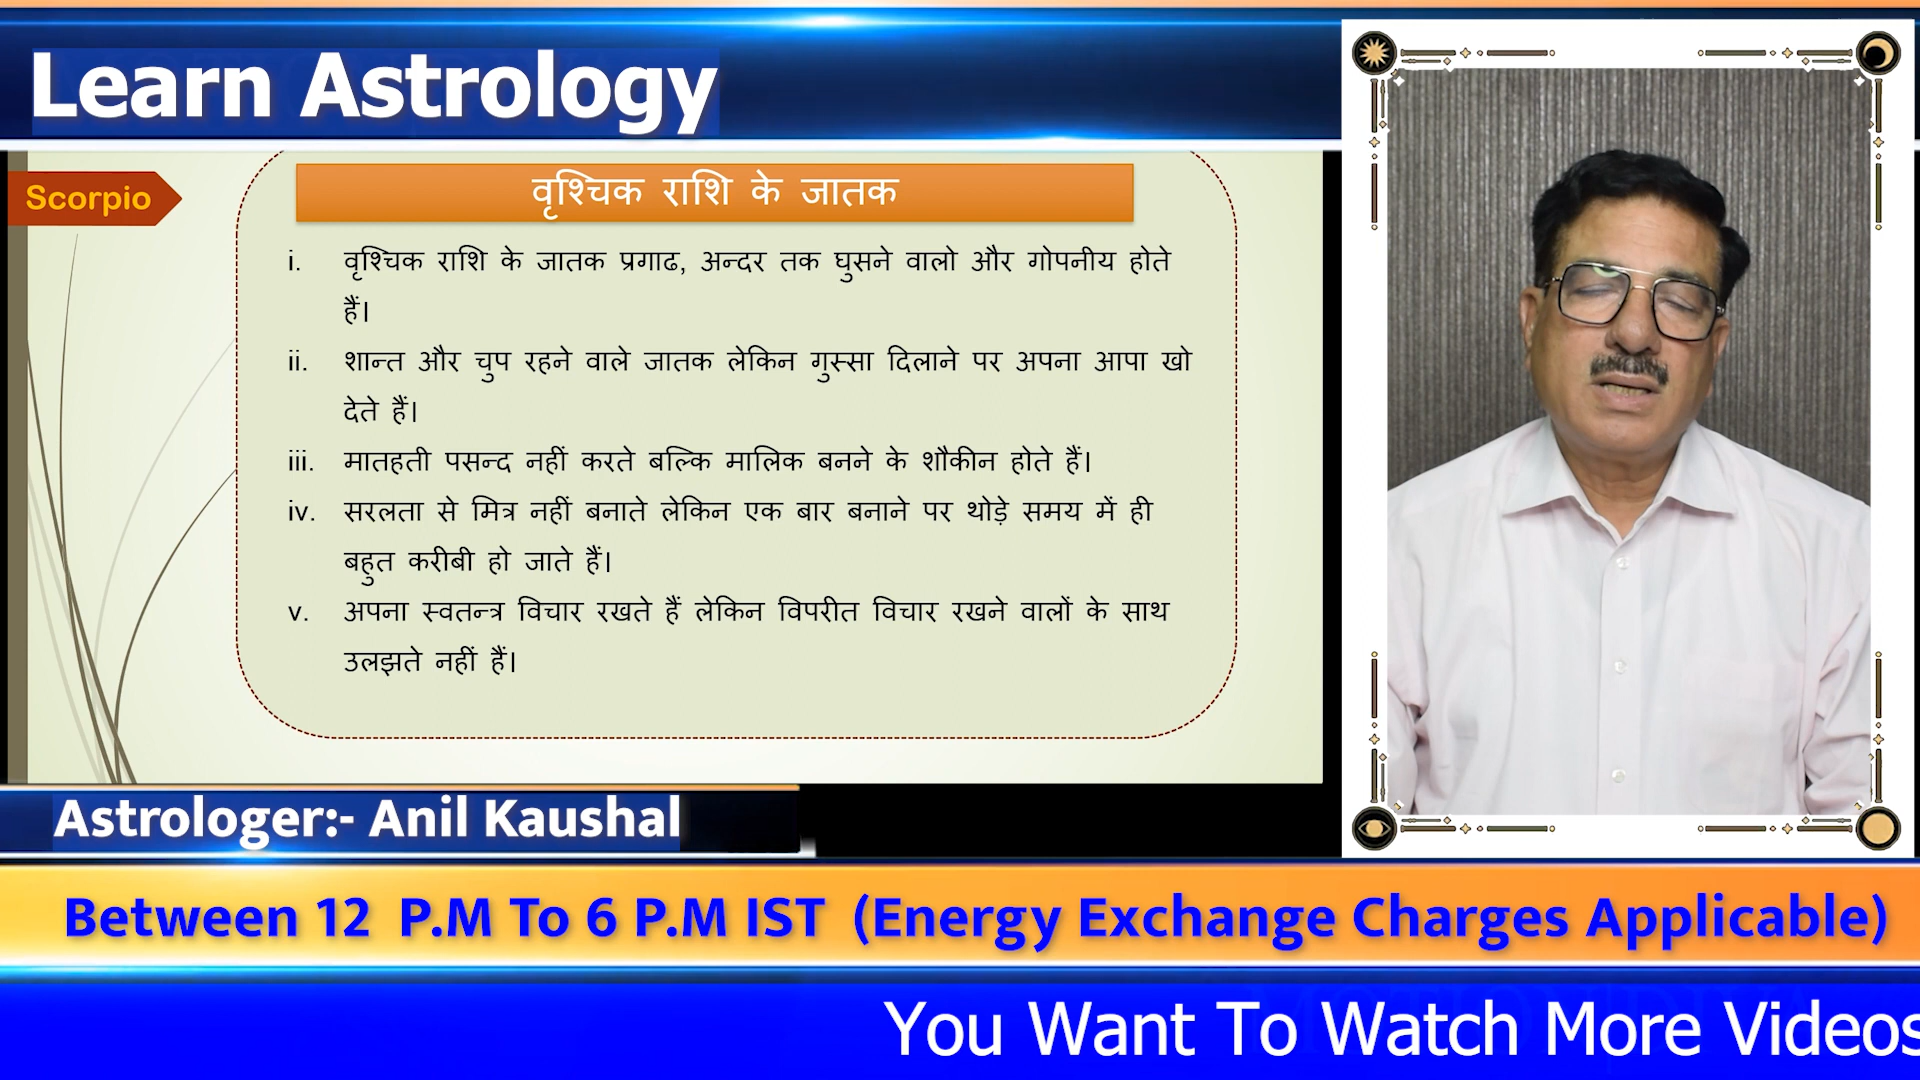 Learn Astrology
Scorpio
वृश्चिक राशि के जातक
i. वृश्चिक राशि के जातक प्रगाढ, अन्दर तक घुसने वालो और गोपनीय होते
हैं।
ii. शान्त और चुप रहने वाले जातक लेकिन गुस्सा दिलाने पर अपना आपा खो
देते हैं।
iii. मातहती पसन्द नहीं करते बल्कि मालिक बनने के शौकीन होते हैं।
iv. सरलता से मित्र नहीं बनाते लेकिन एक बार बनाने पर थोड़े समय में ही
बहुत करीबी हो जाते हैं।
v. अपना स्वतन्त्र विचार रखते हैं लेकिन विपरीत विचार रखने वालों के साथ
उलझते नहीं हैं।
Astrologer:- Anil Kaushal
Between 12 P.M To 6 P.M IST (Energy Exchange Charges Applicable)
You Want To Watch More Videos